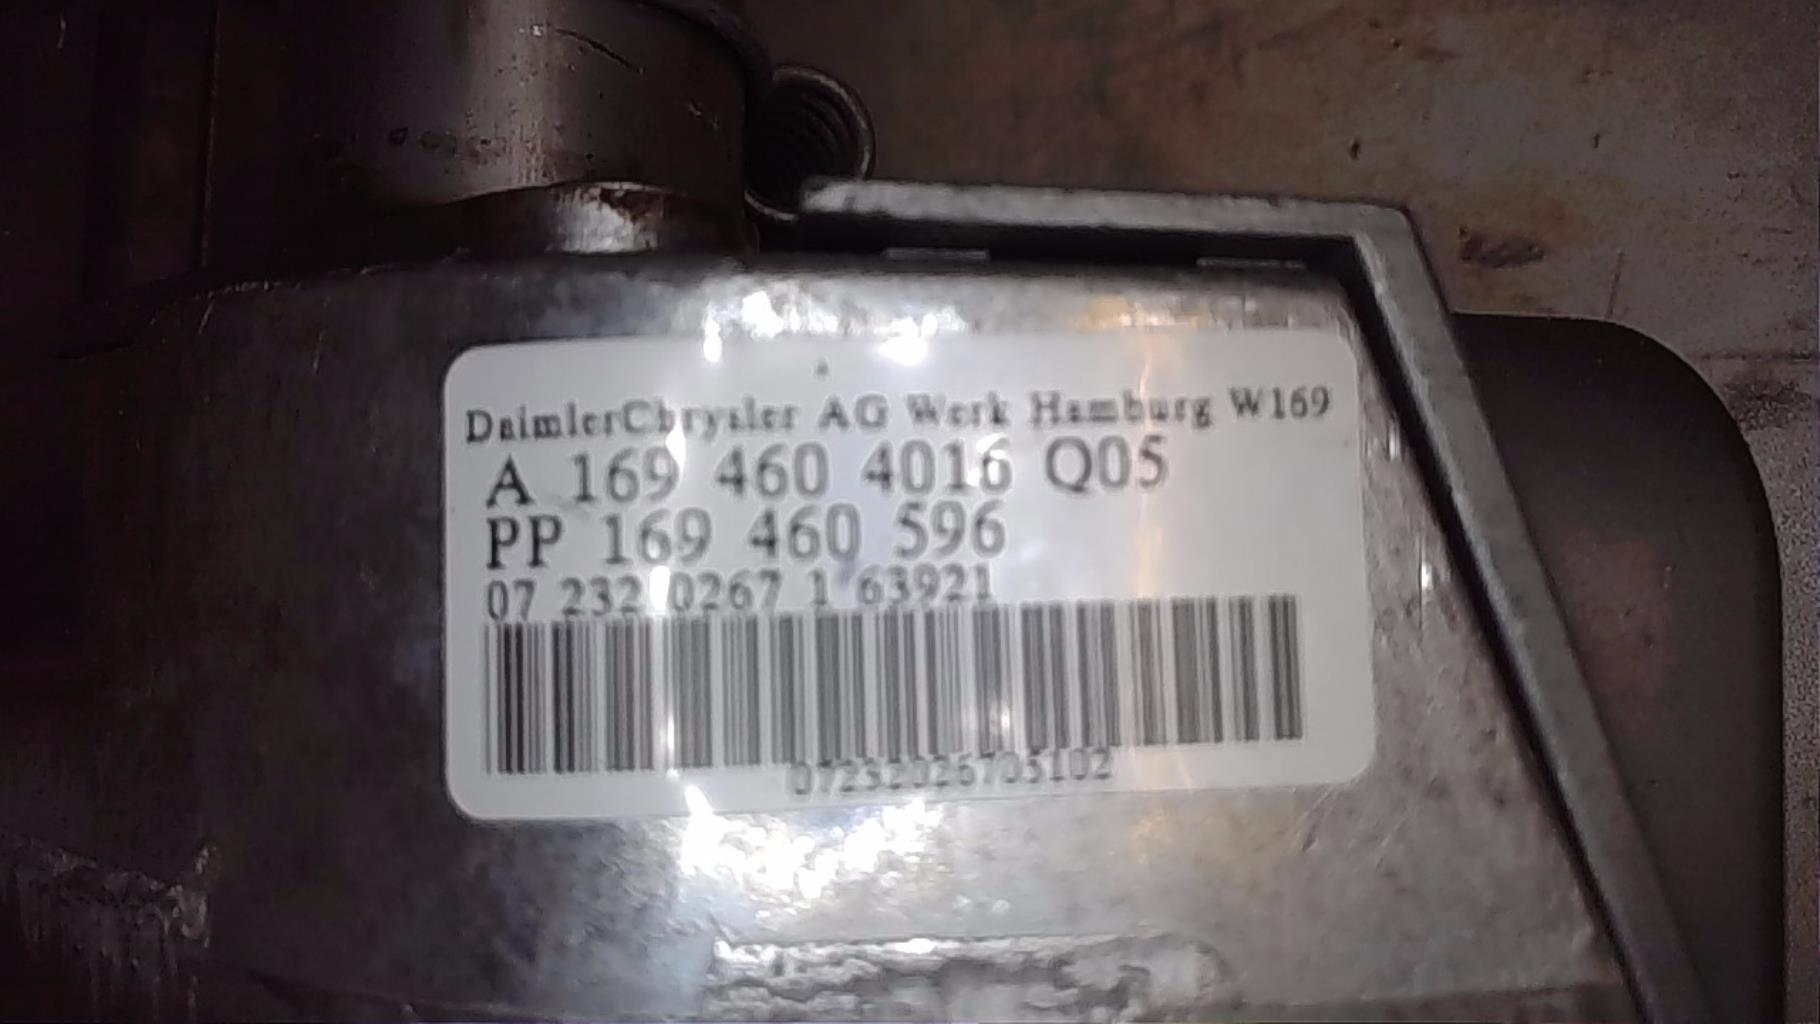 DaimlerChrysler AG Werk Hamburg W169
A 169 460 4016 Q05
PP 169 460 596
07 232 0267 1 63921
07232026705102